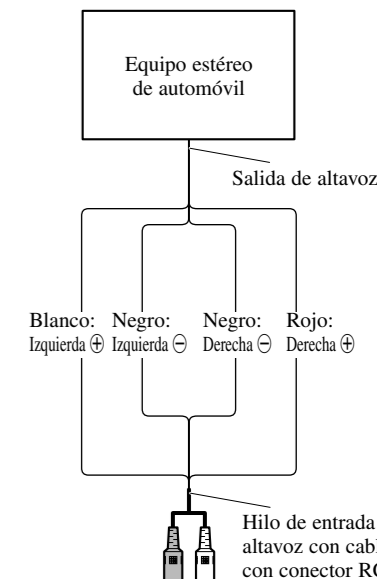 Equipo estéreo
de automóvil
Salida de altavoz
Blanco: Negro: Negro: Rojo:
Izquierda ⊕ Izquierda ⊖ Derecha ⊖ Derecha ⊕
Hilo de entrada
altavoz con
con conector